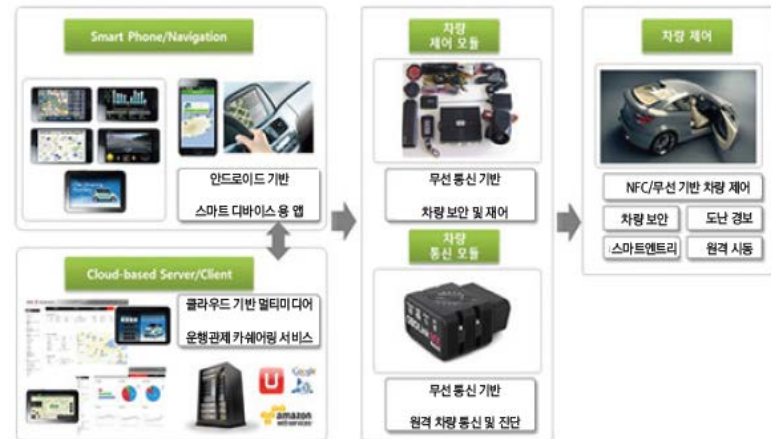 Smart Phone/Navigation
안드로이드 기반
스마트 디바이스 용 앱
Cloud-based Server/Client
클라우드 기반 멀티미디어
운행관제 카쉐어링 서비스
Google
amazon
web services
차량
제어 모듈
무선 통신 기반
차량 보안 및 재어
차량
통신 모듈
무선 통신 기반
원격 차량 통신 및 진단
차량 제어
NFC/무선 기반 차량 제어
차량 보안
도난 경보
스마트엔트리
원격 시동